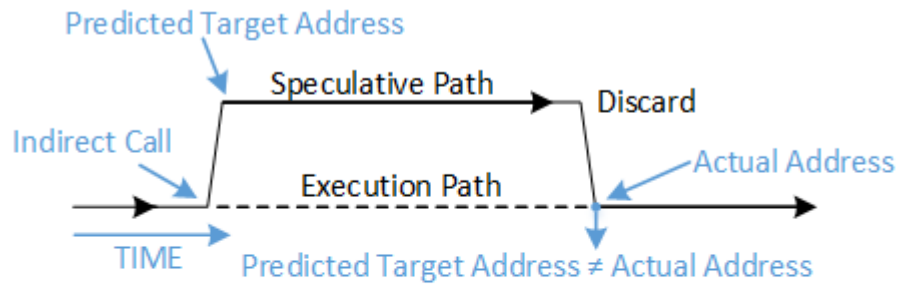 Predicted Target Address
Speculative Path
Discard
Indirect Call
Actual Address
Execution Path
TIME
Predicted Target Address ≠ Actual Address